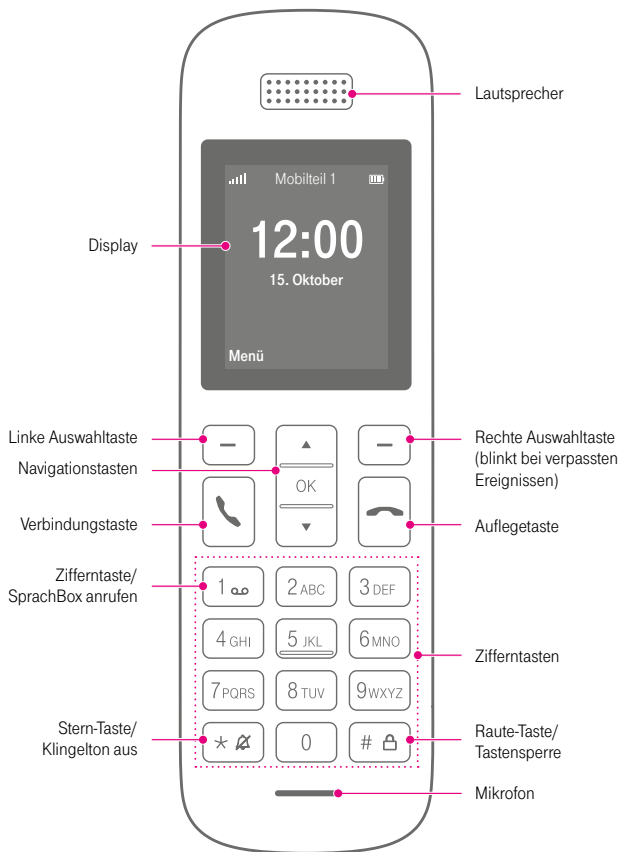 Lautsprecher
Mobilteil 1
12:00
15. Oktober
Display
Menü
Linke Auswahltaste
Navigationstasten
Verbindungstaste
OK
Rechte Auswahltaste
(blinkt bei verpassten
Ereignissen)
Auflegetaste
Zifferntaste/
SprachBox anrufen
1
2 ABC
3 DEF
4 GHI
5 JKL
6 MNO
7 PQRS
8 TUV
9 WXYZ
*
0
#
Zifferntasten
Stern-Taste/
Klingelton aus
Raute-Taste/
Tastensperre
Mikrofon